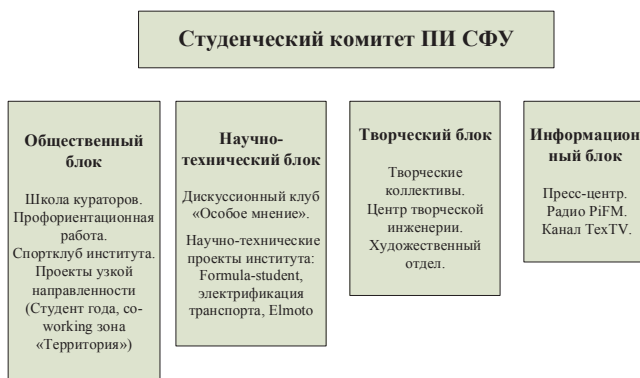 Студенческий комитет ПИ СФУ
Общественный
блок
Школа кураторов.
Профориентационная
работа.
Спортклуб института.
Проекты узкой
направленности
(Студент года, co-
working зона
«Территория»)
Научно-
технический блок
Дискуссионный клуб
«Особое мнение».
Научно-технические
проекты института:
Formula-student,
электрификация
транспорта, Elmoto
Творческий блок
Творческие
коллективы.
Центр творческой
инженерии.
Художественный
отдел.
Информацион
ный блок
Пресс-центр.
Радио PiFM.
Канал ТехTV.